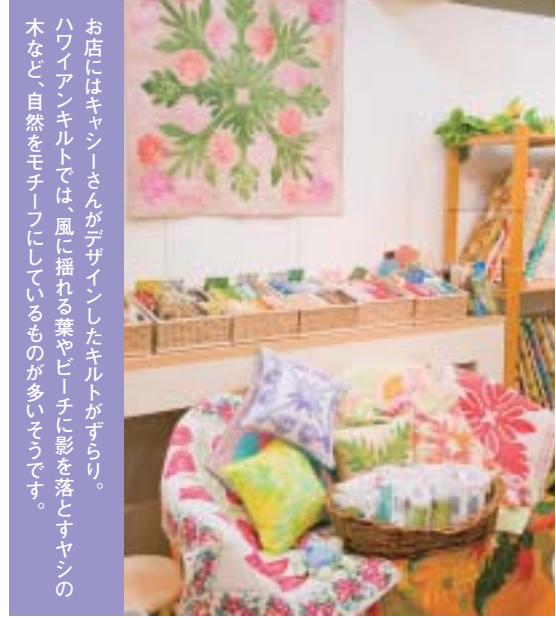 お店にはキャシーさんがデザインしたキルトがずらり。
ハワイアンキルトでは、風に揺れる葉やビーチに影を落とすヤシの
木など、自然をモチーフにしているものが多いそうです。